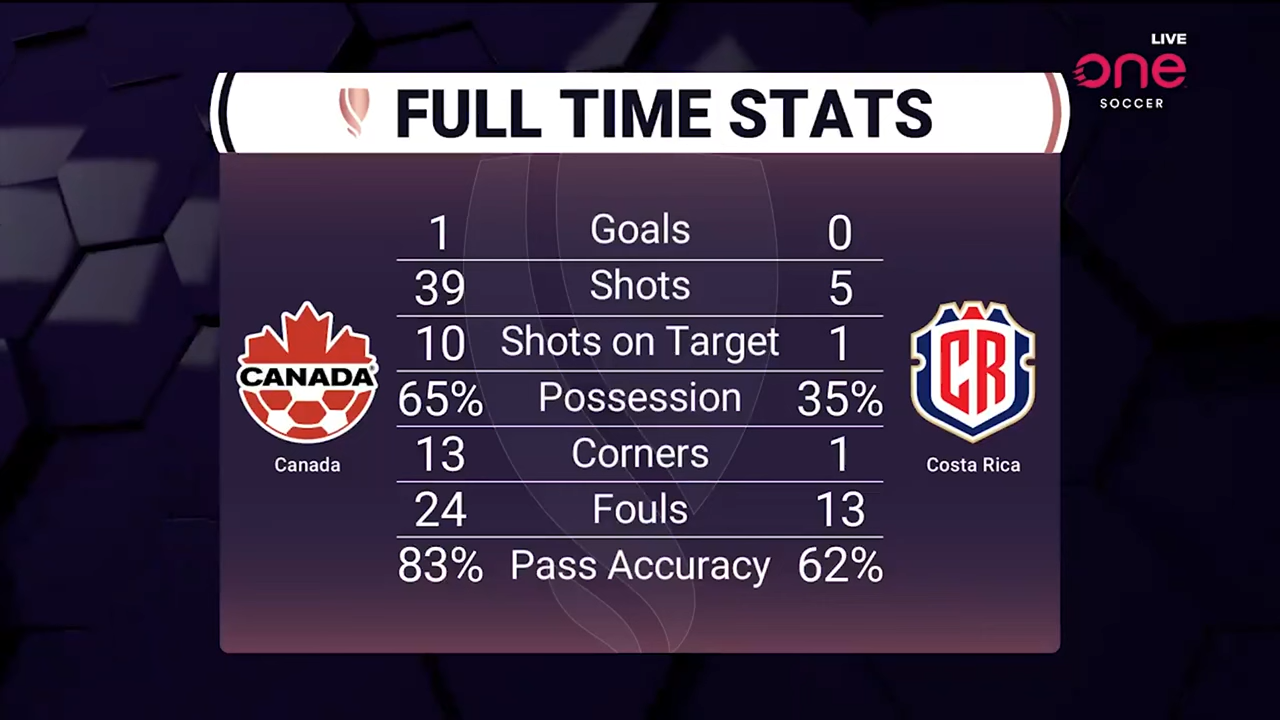 LIVE
one
SOCCER
FULL TIME STATS
1 Goals 0
39 Shots 5
10 Shots on Target 1
65% Possession 35%
13 Corners 1
24 Fouls 13
83% Pass Accuracy 62%
CANADA
Canada
CR
Costa Rica